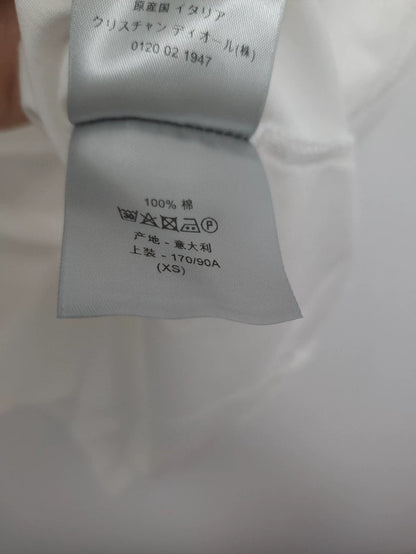 原産国 イタリア
クリスチャン ディオール(株)
0120 02 1947
100% 棉
产地 - 意大利
上装 - 170/90A
(XS)